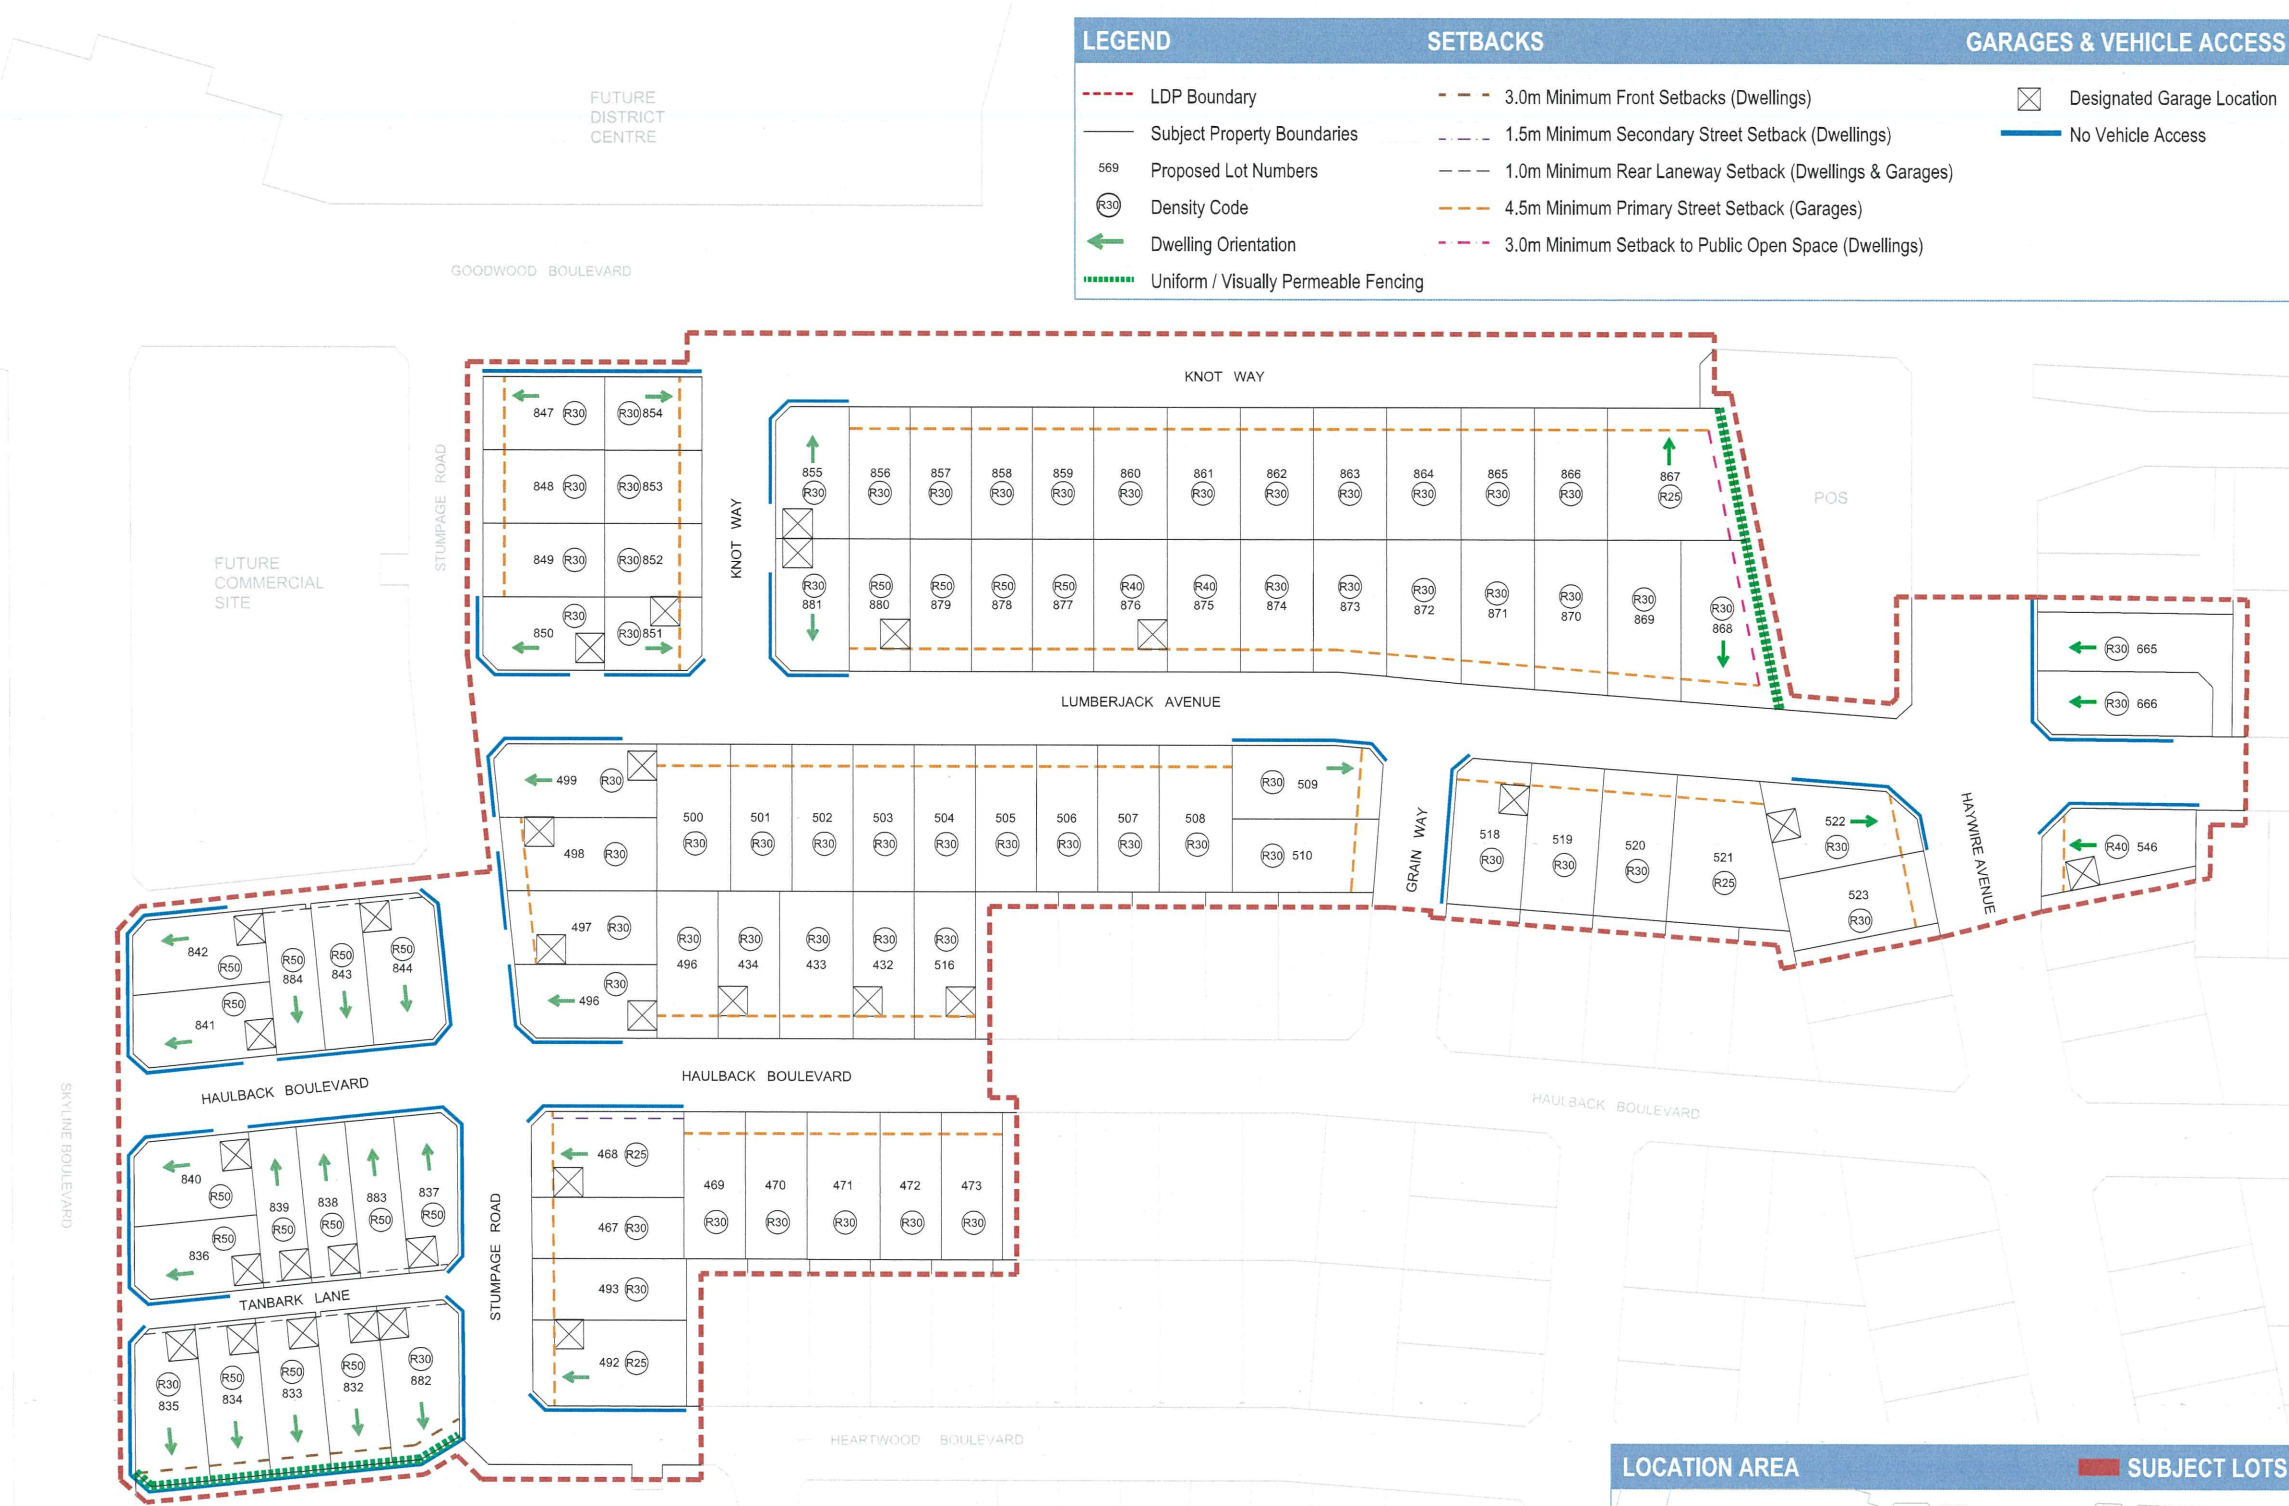 LEGEND SETBACKS GARAGES & VEHICLE ACCESS
LDP Boundary 3.0m Minimum Front Setbacks (Dwellings) Designated Garage Location
Subject Property Boundaries 1.5m Minimum Secondary Street Setback (Dwellings) No Vehicle Access
569 Proposed Lot Numbers 1.0m Minimum Rear Laneway Setback (Dwellings & Garages)
R30 Density Code 4.5m Minimum Primary Street Setback (Garages)
Dwelling Orientation 3.0m Minimum Setback to Public Open Space (Dwellings)
Uniform / Visually Permeable Fencing
FUTURE
DISTRICT
CENTRE
GOODWOOD BOULEVARD
KNOT WAY
847 R30 R30 854
848 R30 R30 853
849 R30 R30 852
R30
850 R30 851
STUMPAGE ROAD
FUTURE
COMMERCIAL
SITE
KNOT WAY
855 856 857 858 859 860 861 862 863 864 865 866 867
R30 R30 R30 R30 R30 R30 R30 R30 R30 R30 R30 R30 R25
POS
R30 R50 R50 R50 R50 R40 R40 R30 R30 R30 R30 R30 R30 R30
881 880 879 878 877 876 875 874 873 872 871 870 869 868
LUMBERJACK AVENUE
R30 665
R30 666
499 R30
498 R30
497 R30
R30
496
500 501 502 503 504 505 506 507 508
R30 R30 R30 R30 R30 R30 R30 R30 R30
R30 509
R30 510
GRAIN WAY
518 519 520 521
R30 R30 R30 R25
522
R30
523
R30
HAYWIRE AVENUE
R40 546
R30 R30 R30 R30 R30
496 434 433 432 516
842
R50
R50
841
R50 R50 R50
884 843 844
HAULBACK BOULEVARD
HAULBACK BOULEVARD
HAULBACK BOULEVARD
SKYLINE BOULEVARD
840
R50
R50
836
839 838 883 837
R50 R50 R50 R50
TANBARK LANE
STUMPAGE ROAD
468 R25
467 R30
493 R30
492 R25
469 470 471 472 473
R30 R30 R30 R30 R30
R30 R50 R50 R50 R30
835 834 833 832 882
HEARTWOOD BOULEVARD
LOCATION AREA SUBJECT LOTS